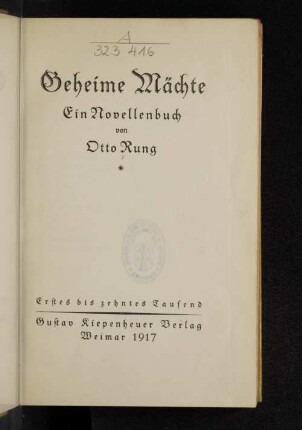 A
323 416
Geheime Mächte
Ein Novellenbuch
von
Otto Rung
*
Erstes bis zehntes Tausend
Gustav Kiepenheuer Verlag
Weimar 1917